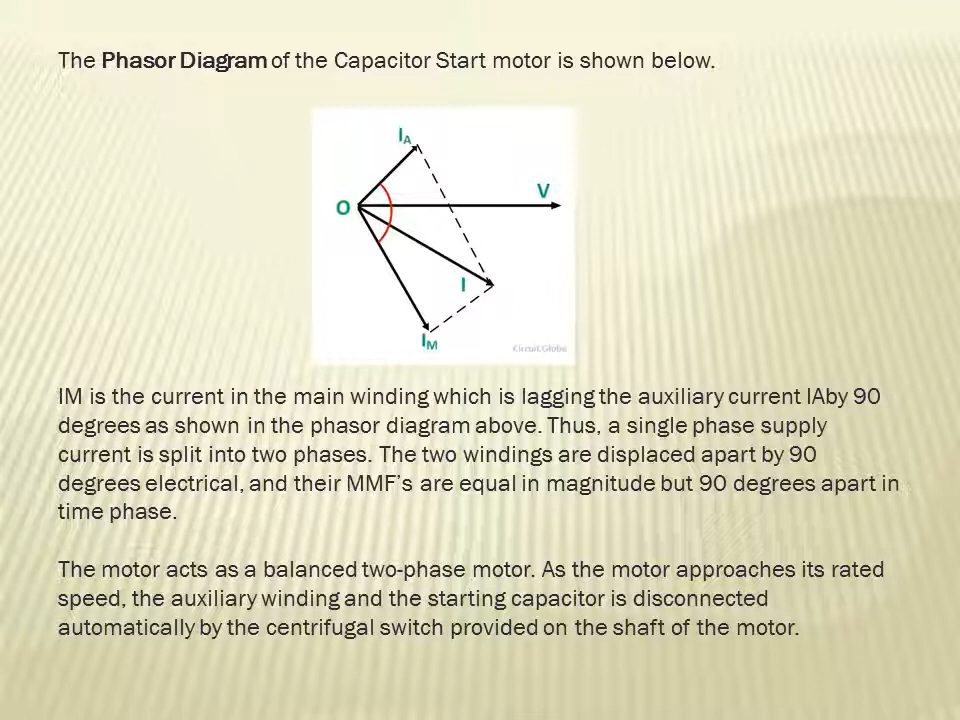 The Phasor Diagram of the Capacitor Start motor is shown below.
IA
V
O
I
IM
Circuit Globe
IM is the current in the main winding which is lagging the auxiliary current IAby 90
degrees as shown in the phasor diagram above. Thus, a single phase supply
current is split into two phases. The two windings are displaced apart by 90
degrees electrical, and their MMF's are equal in magnitude but 90 degrees apart in
time phase.
The motor acts as a balanced two-phase motor. As the motor approaches its rated
speed, the auxiliary winding and the starting capacitor is disconnected
automatically by the centrifugal switch provided on the shaft of the motor.